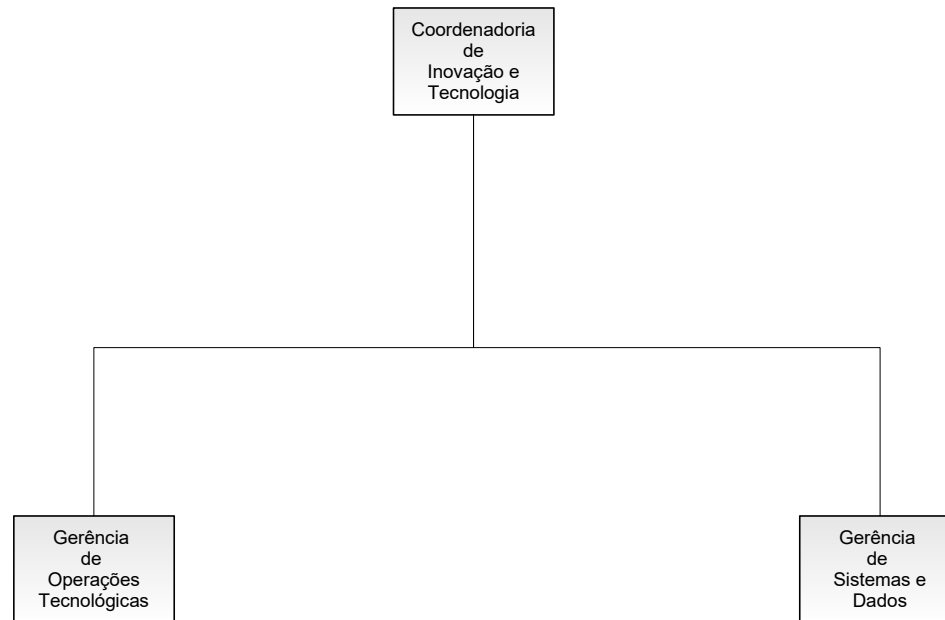 Coordenadoria
de
Inovação e
Tecnologia
Gerência
de
Operações
Tecnológicas
Gerência
de
Sistemas e
Dados